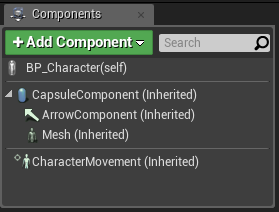 Components
+ Add Component
Search
BP_Character(self)
CapsuleComponent (Inherited)
ArrowComponent (Inherited)
Mesh (Inherited)
CharacterMovement (Inherited)